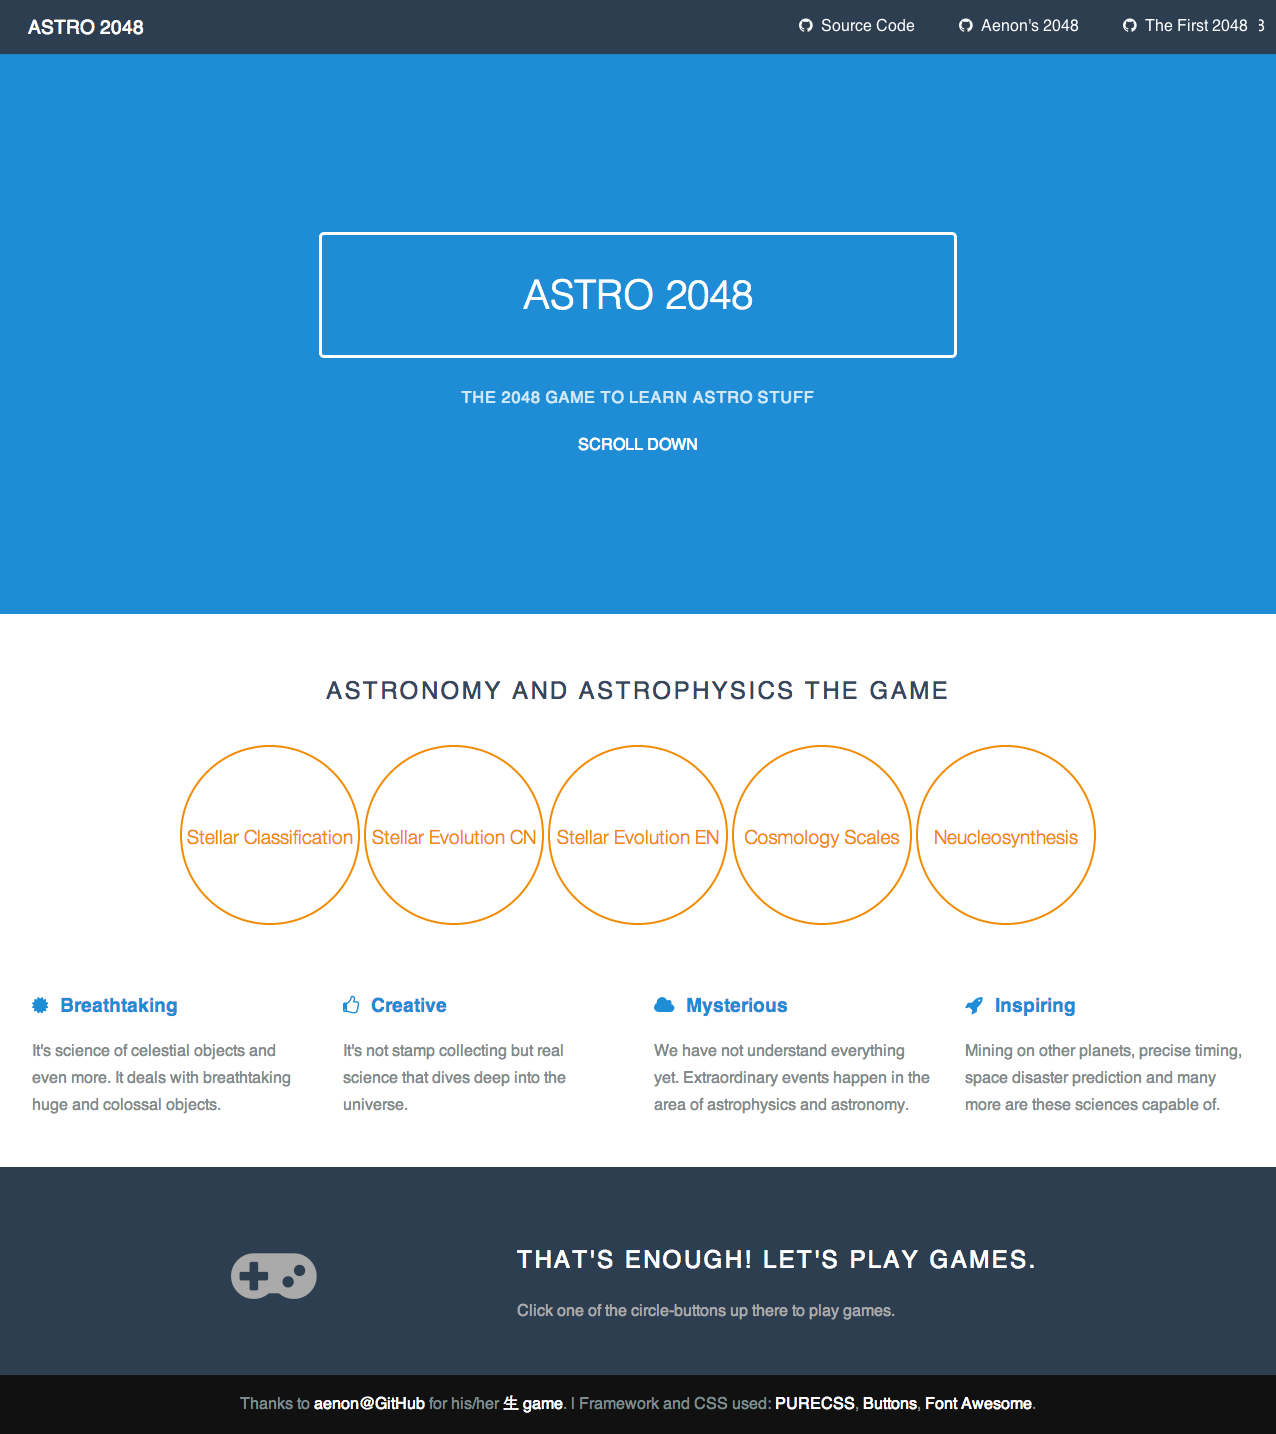 ASTRO 2048
Source Code
Aenon's 2048
The First 2048
ASTRO 2048
THE 2048 GAME TO LEARN ASTRO STUFF
SCROLL DOWN
ASTRONOMY AND ASTROPHYSICS THE GAME
Stellar Classification
Stellar Evolution CN
Stellar Evolution EN
Cosmology Scales
Neucleosynthesis
Breathtaking
It's science of celestial objects and
even more. It deals with breathtaking
huge and colossal objects.
Creative
It's not stamp collecting but real
science that dives deep into the
universe.
Mysterious
We have not understand everything
yet. Extraordinary events happen in the
area of astrophysics and astronomy.
Inspiring
Mining on other planets, precise timing,
space disaster prediction and many
more are these sciences capable of.
THAT'S ENOUGH! LET'S PLAY GAMES.
Click one of the circle-buttons up there to play games.
Thanks to aenon@GitHub for his/her 生 game. | Framework and CSS used: PURECSS, Buttons, Font Awesome.